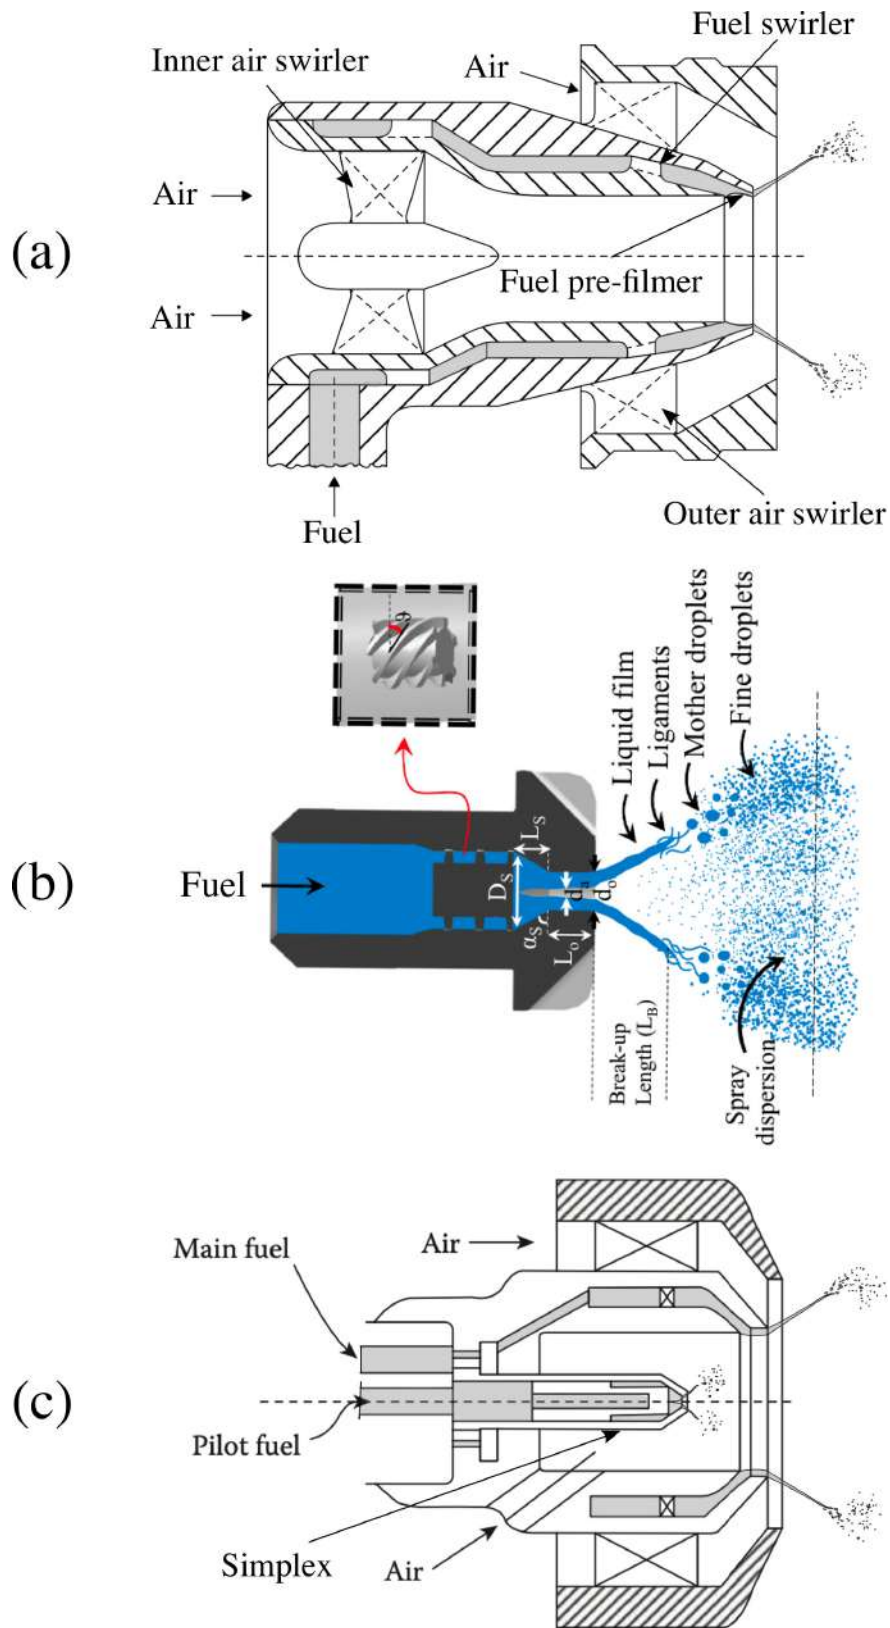 (a)
Fuel swirler
Inner air swirler
Air
Air
Fuel pre-filmer
Air
Outer air swirler
Fuel
(b)
ϑ
Fuel
Liquid film
Ligaments
Mother droplets
Fine droplets
L_S
D_S
d_a
d_o
α_S
L_o
Break-up
Length (L_B)
Spray
dispersion
(c)
Main fuel
Air
Pilot fuel
Simplex
Air